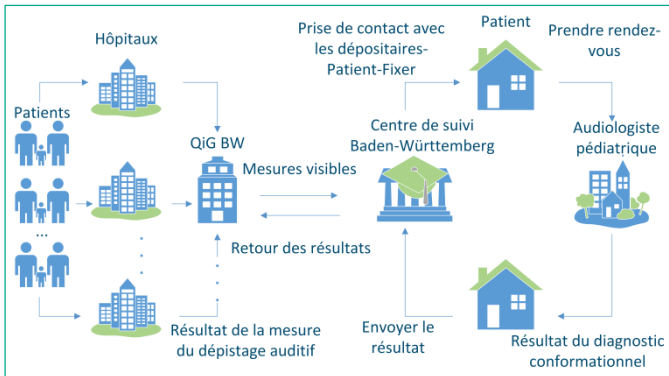 Hôpitaux
Patients
...
QiG BW
Mesures visibles
Retour des résultats
Résultat de la mesure
du dépistage auditif
Prise de contact avec
les dépositaires-
Patient-Fixer
Patient
Prendre rendez-
vous
Centre de suivi
Baden-Württemberg
Audiologiste
pédiatrique
Envoyer le
résultat
Résultat du diagnostic
conformationnel